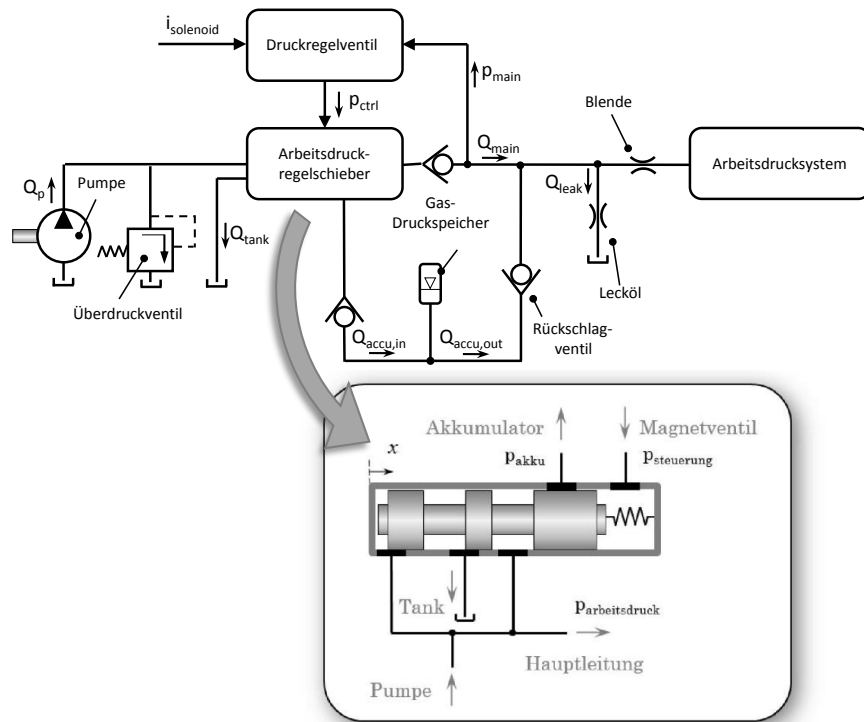 i_solenoid
Druckregelventil
p_main
p_ctrl
Blende
Q_main
Arbeitsdruck-
regelschieber
Arbeitsdrucksystem
Q_p
Pumpe
Gas-
Druckspeicher
Q_leak
Q_tank
Lecköl
Überdruckventil
Rückschlag-
ventil
Q_accu,in
Q_accu,out
Akkumulator
Magnetventil
x
p_akku
p_steuerung
Tank
p_arbeitsdruck
Hauptleitung
Pumpe